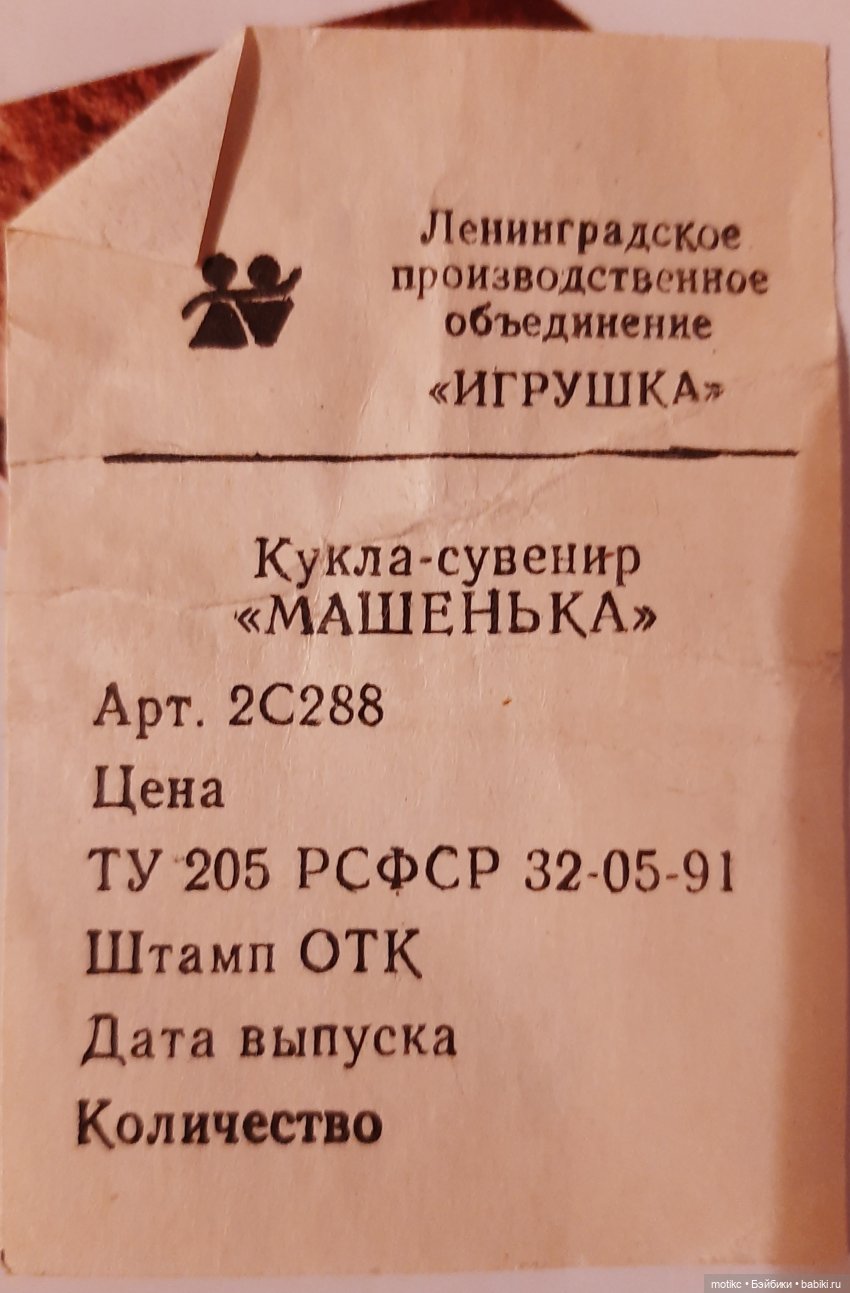 Ленинградское
производственное
объединение
«ИГРУШКА»
Кукла-сувенир
«МАШЕНЬКА»
Арт. 2С288
Цена
ТУ 205 РСФСР 32-05-91
Штамп ОТК
Дата выпуска
Количество
motikc • Бэйбики • babiki.ru